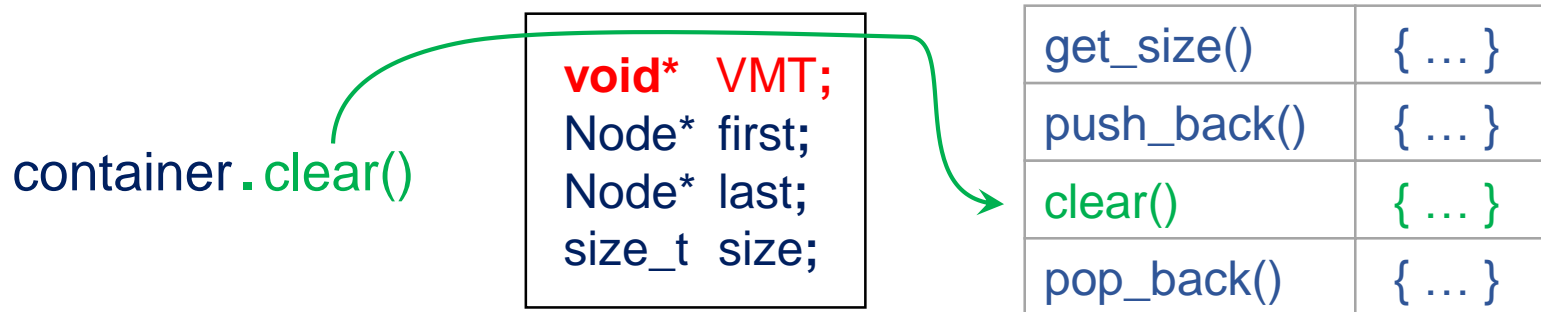 container.clear()
void* VMT;
Node* first;
Node* last;
size_t size;
get_size() { … }
push_back() { … }
clear() { … }
pop_back() { … }